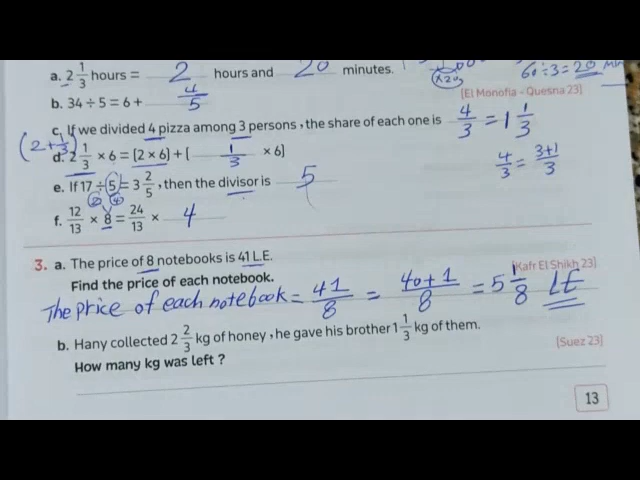 a. 2 1/3 hours = 2 hours and 20 minutes.
60 ÷ 3 = 20 min
(×20)
b. 34 ÷ 5 = 6 + 4/5
[El Monofia - Quesna 23]
c. If we divided 4 pizza among 3 persons , the share of each one is 4/3 = 1 1/3
(2 + 1/3)
d. 2 1/3 × 6 = [2 × 6] + [ 1/3 × 6]
4/3 = 3+1/3
e. If 17 ÷ 5 = 3 2/5 , then the divisor is 5
f. 12/13 × 8 = 24/13 × 4
3. a. The price of 8 notebooks is 41 L.E.
[Kafr El Shikh 23]
Find the price of each notebook.
The price of each notebook = 41/8 = 40+1/8 = 5 1/8 LE
b. Hany collected 2 2/3 kg of honey , he gave his brother 1 1/3 kg of them.
[Suez 23]
How many kg was left ?
13